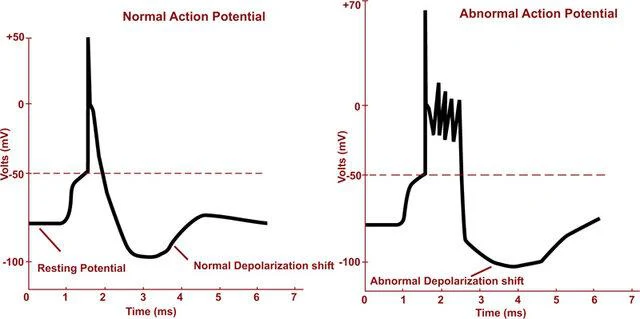 Normal Action Potential
+50
0
-50
-100
Volts (mV)
Resting Potential
Normal Depolarization shift
0 1 2 3 4 5 6 7
Time (ms)
Abnormal Action Potential
+70
0
-50
-100
Volts (mV)
Abnormal Depolarization shift
0 1 2 3 4 5 6 7
Time (ms)